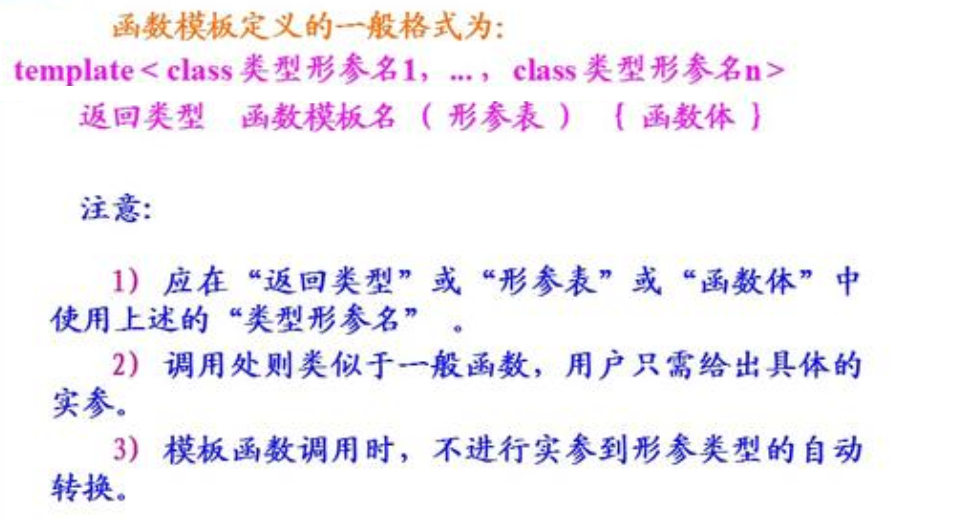 函数模板定义的一般格式为:
template < class 类型形参名1, ... , class 类型形参名n >
返回类型 函数模板名 ( 形参表 ) { 函数体 }
注意:
1) 应在“返回类型”或“形参表”或“函数体”中
使用上述的“类型形参名” 。
2) 调用处则类似于一般函数，用户只需给出具体的
实参。
3) 模板函数调用时，不进行实参到形参类型的自动
转换。